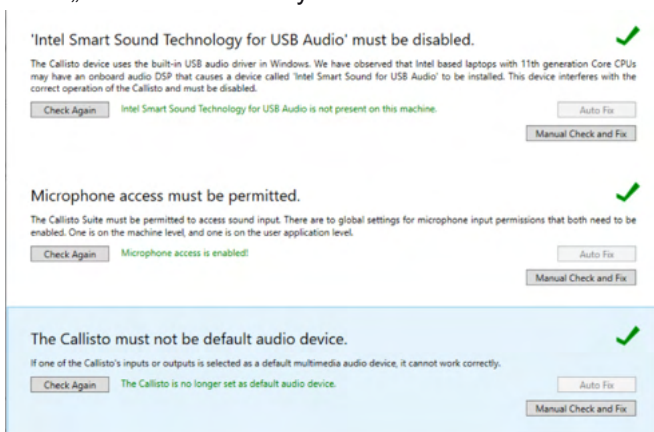 'Intel Smart Sound Technology for USB Audio' must be disabled.
The Callisto device uses the built-in USB audio driver in Windows. We have observed that Intel based laptops with 11th generation Core CPUs
may have an onboard audio DSP that causes a device called 'Intel Smart Sound for USB Audio' to be installed. This device interferes with the
correct operation of the Callisto and must be disabled.
Check Again Intel Smart Sound Technology for USB Audio is not present on this machine. Auto Fix
Manual Check and Fix
Microphone access must be permitted.
The Callisto Suite must be permitted to access sound input. There are to global settings for microphone input permissions that both need to be
enabled. One is on the machine level, and one is on the user application level.
Check Again Microphone access is enabled! Auto Fix
Manual Check and Fix
The Callisto must not be default audio device.
If one of the Callisto's inputs or outputs is selected as a default multimedia audio device, it cannot work correctly.
Check Again The Callisto is no longer set as default audio device. Auto Fix
Manual Check and Fix